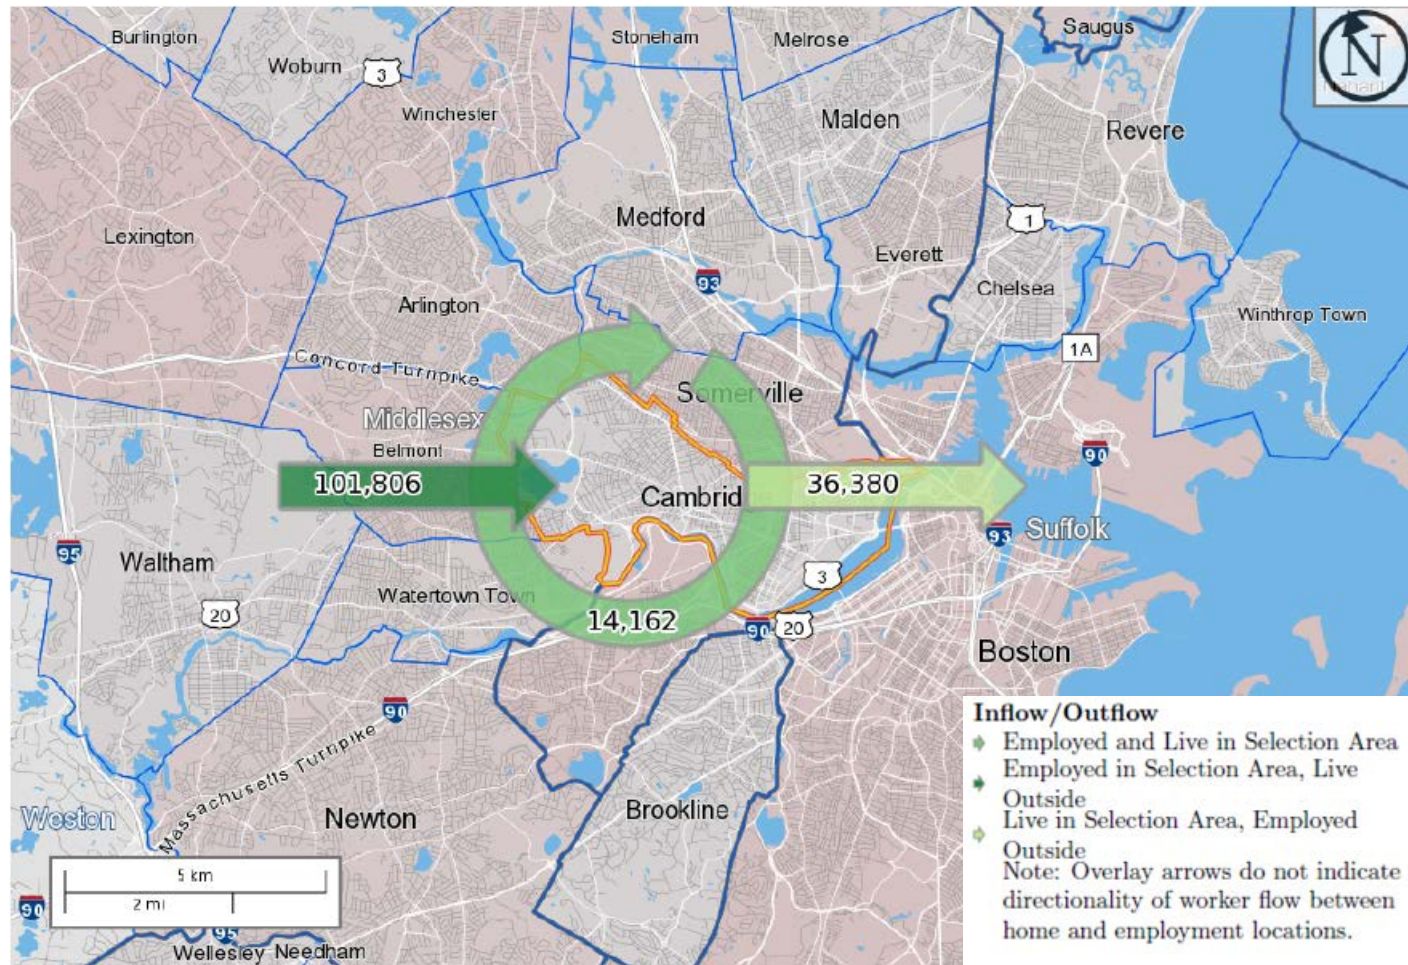 Burlington
Stoneham
Melrose
Saugus
N
Woburn
3
Winchester
Malden
Revere
Lexington
Medford
1
Everett
93
Chelsea
Arlington
Winthrop Town
1A
Concord Turnpike
Somerville
Middlesex
Belmont
90
101,806
36,380
Cambrid
95
93
Suffolk
Waltham
3
Watertown Town
20
14,162
90
20
Boston
90
Massachusetts Turnpike
Weston
Newton
Brookline
5 km
2 mi
90
95
Wellesley
Needham
Inflow/Outflow
Employed and Live in Selection Area
Employed in Selection Area, Live
Outside
Live in Selection Area, Employed
Outside
Note: Overlay arrows do not indicate
directionality of worker flow between
home and employment locations.